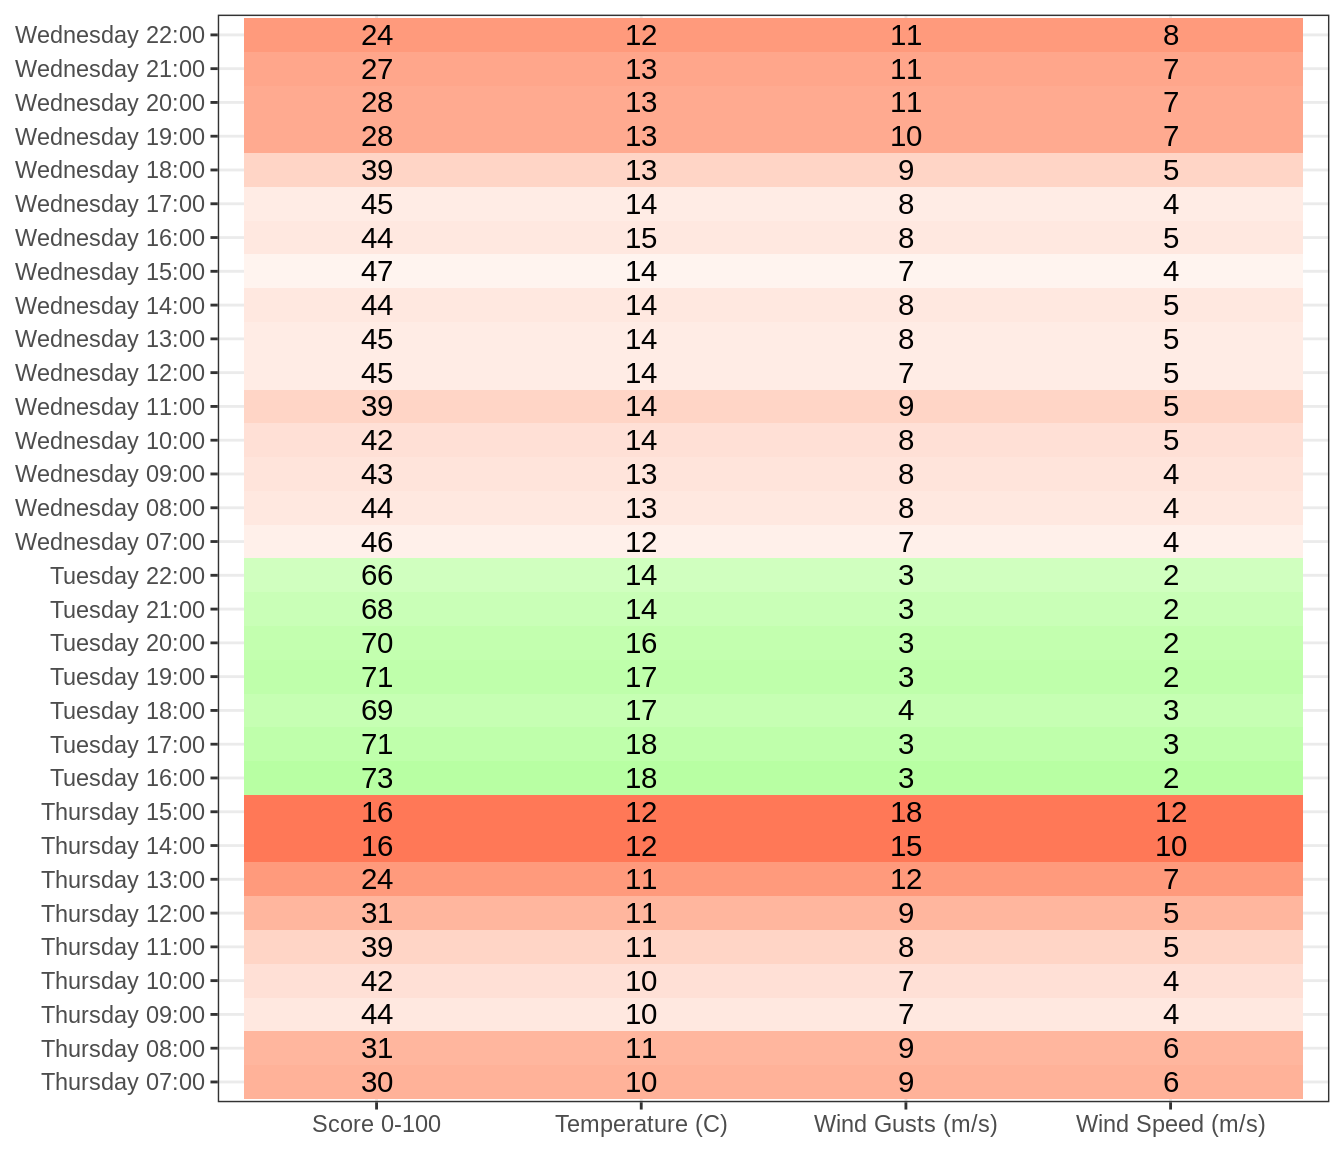 Wednesday 22:00 24 12 11 8
Wednesday 21:00 27 13 11 7
Wednesday 20:00 28 13 11 7
Wednesday 19:00 28 13 10 7
Wednesday 18:00 39 13 9 5
Wednesday 17:00 45 14 8 4
Wednesday 16:00 44 15 8 5
Wednesday 15:00 47 14 7 4
Wednesday 14:00 44 14 8 5
Wednesday 13:00 45 14 8 5
Wednesday 12:00 45 14 7 5
Wednesday 11:00 39 14 9 5
Wednesday 10:00 42 14 8 5
Wednesday 09:00 43 13 8 4
Wednesday 08:00 44 13 8 4
Wednesday 07:00 46 12 7 4
Tuesday 22:00 66 14 3 2
Tuesday 21:00 68 14 3 2
Tuesday 20:00 70 16 3 2
Tuesday 19:00 71 17 3 2
Tuesday 18:00 69 17 4 3
Tuesday 17:00 71 18 3 3
Tuesday 16:00 73 18 3 2
Thursday 15:00 16 12 18 12
Thursday 14:00 16 12 15 10
Thursday 13:00 24 11 12 7
Thursday 12:00 31 11 9 5
Thursday 11:00 39 11 8 5
Thursday 10:00 42 10 7 4
Thursday 09:00 44 10 7 4
Thursday 08:00 31 11 9 6
Thursday 07:00 30 10 9 6
Score 0-100 Temperature (C) Wind Gusts (m/s) Wind Speed (m/s)